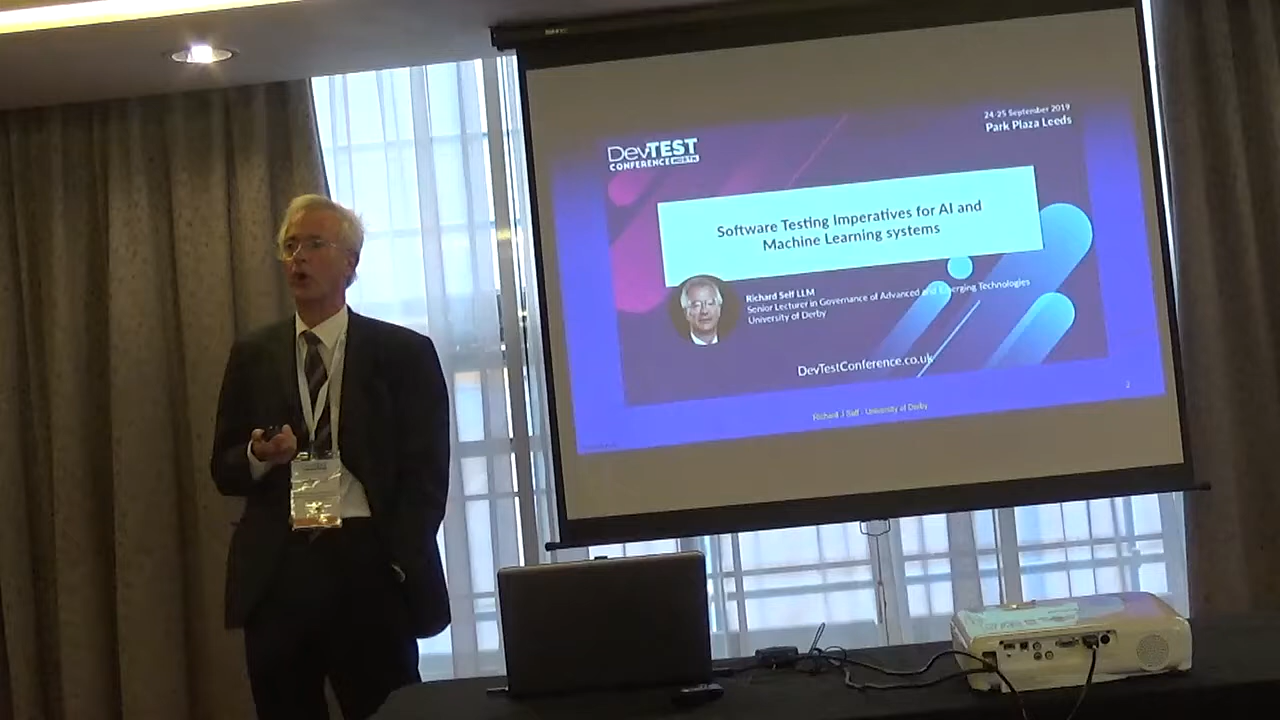 24-25 September 2019
Park Plaza Leeds
DevTEST
CONFERENCE NORTH
Software Testing Imperatives for AI and
Machine Learning systems
Richard Self LLM
Senior Lecturer in Governance of Advanced and Emerging Technologies
University of Derby
DevTestConference.co.uk
Richard J Self - University of Derby
2